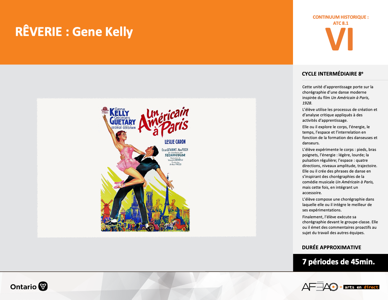 RÊVERIE : Gene Kelly
CONTINUUM HISTORIQUE :
ATC 8.1
VI
CYCLE INTERMÉDIAIRE 8ᵉ
Cette unité d'apprentissage porte sur la
chorégraphie d'une danse moderne
inspirée du film Un Américain à Paris,
1928.
L'élève utilise les processus de création et
d'analyse critique appliqués à des
activités d'apprentissage.
Elle ou il explore le corps, l'énergie, le
temps, l'espace et l'interrelation en
fonction de la formation des danseuses et
danseurs.
L'élève expérimente le corps : pieds, bras
poignets, l'énergie : légère, lourde, le
pulsation régulière, l'espace : quatre
directions, niveaux amplitude, trajectoire.
Elle ou il crée des phrases de danse en
s'inspirant des chorégraphies de la
comédie musicale Un Américain à Paris,
mais cette fois, en intégrant un
accessoire.
L'élève compose une chorégraphie dans
laquelle elle ou il intègre le meilleur de
ses expérimentations.
Finalement, l'élève exécute sa
chorégraphie devant le groupe-classe. Elle
ou il émet des commentaires proactifs au
sujet du travail des autres équipes.
DURÉE APPROXIMATIVE
7 périodes de 45min.
KELLY
GUETARY
Un
Américain
à Paris
LESLIE CARON
Ontario
AFEAO
arts en direct